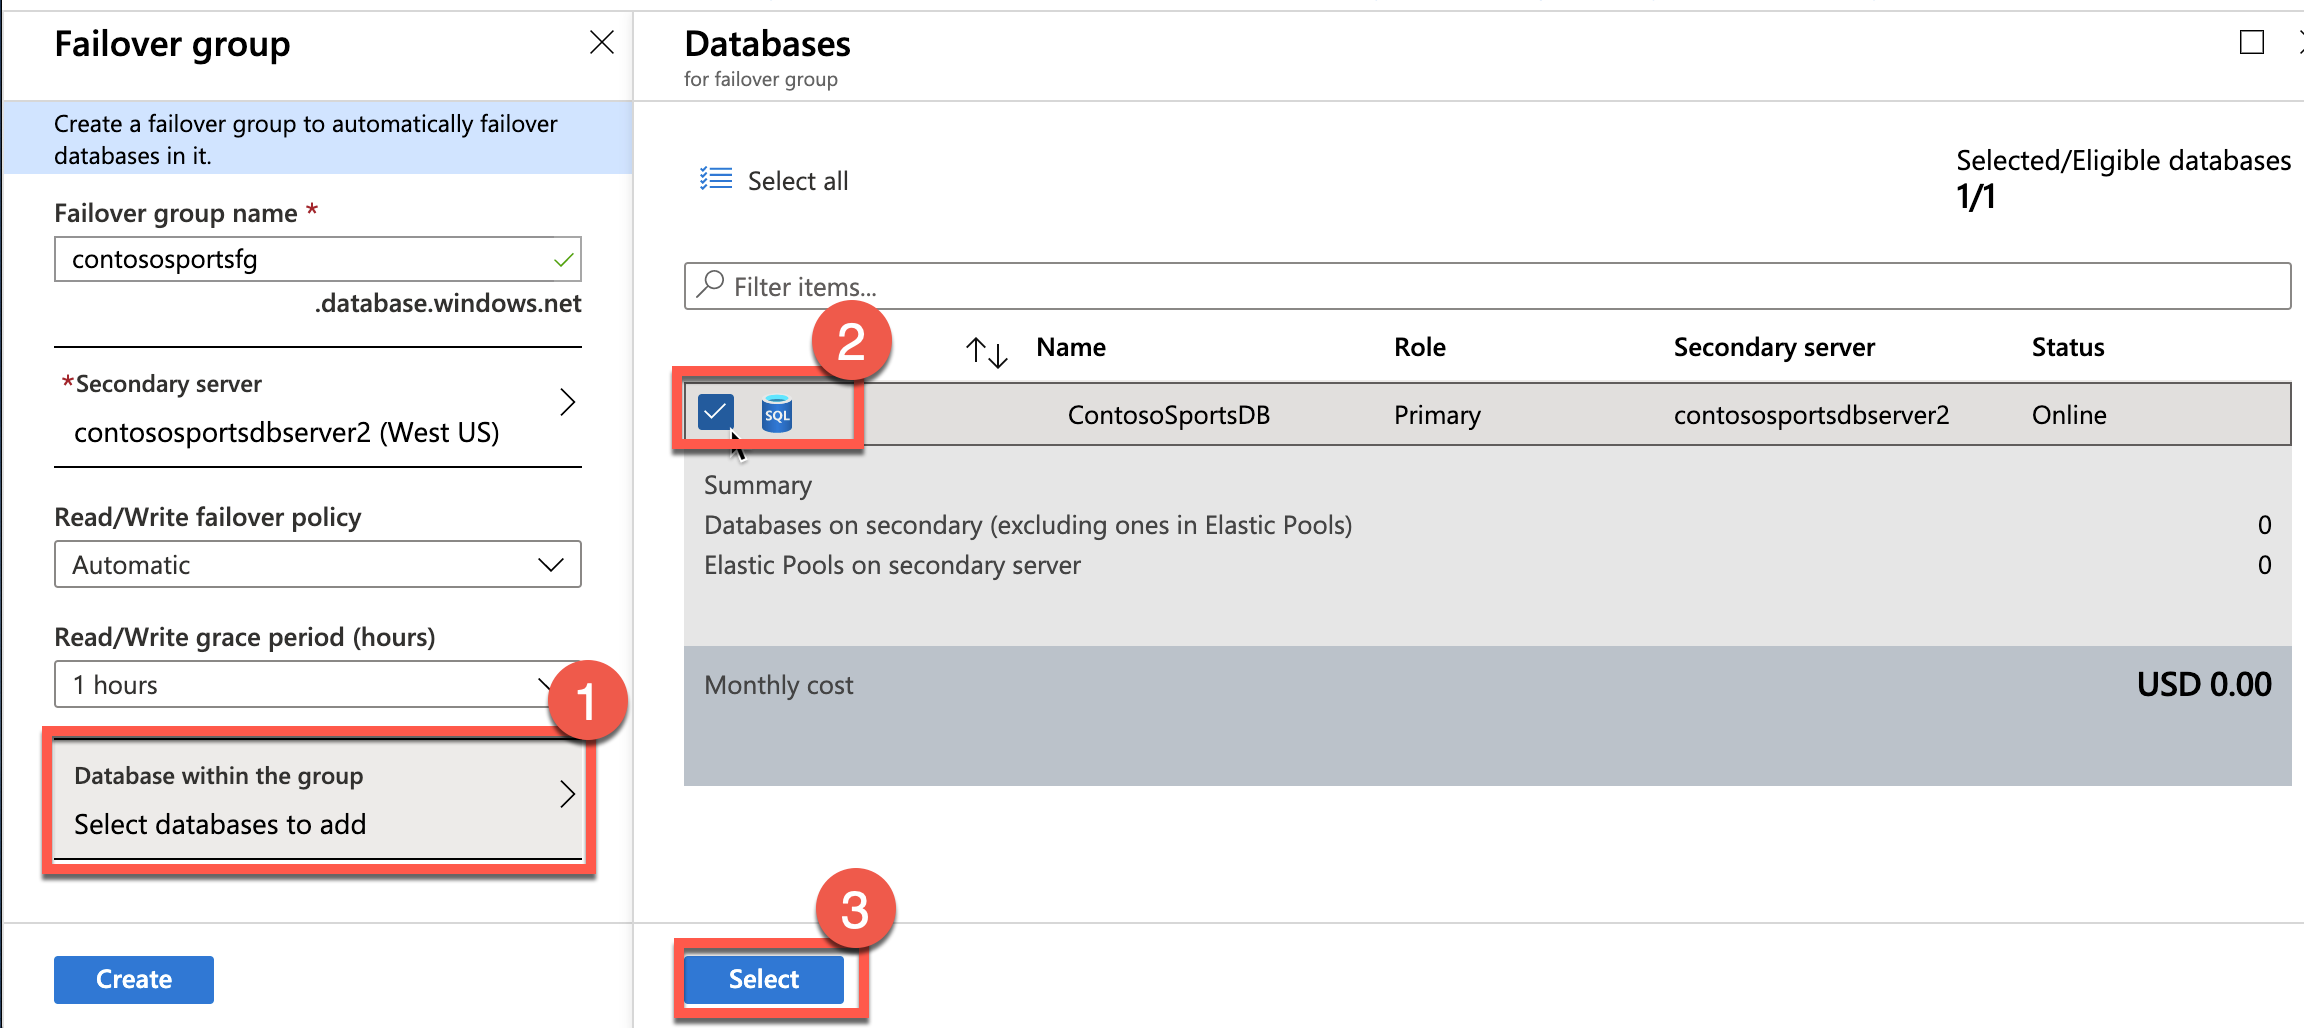 Failover group
Create a failover group to automatically failover
databases in it.
Failover group name *
contososportsfg
.database.windows.net
*Secondary server
contososportsdbserver2 (West US)
Read/Write failover policy
Automatic
Read/Write grace period (hours)
1 hours
1
Database within the group
Select databases to add
Create
Databases
for failover group
Select all
Selected/Eligible databases
1/1
Filter items...
2
Name Role Secondary server Status
SQL ContosoSportsDB Primary contososportsdbserver2 Online
Summary
Databases on secondary (excluding ones in Elastic Pools) 0
Elastic Pools on secondary server 0
Monthly cost USD 0.00
3
Select